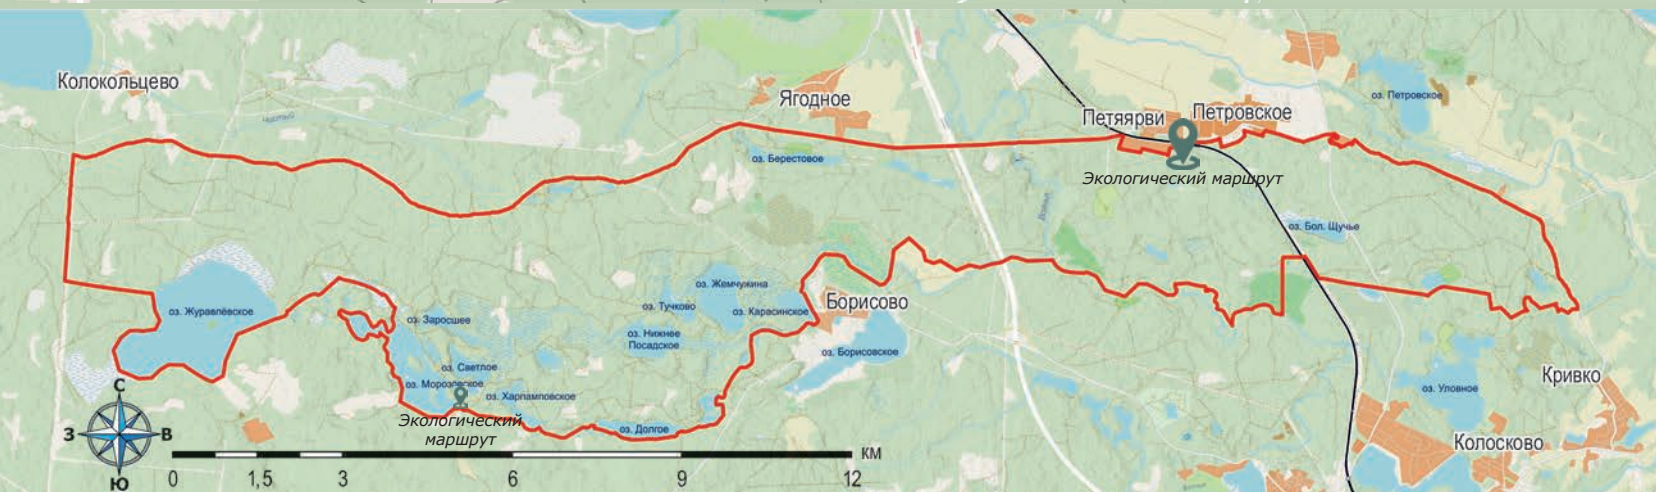 Колокольцево
Ягодное
Петяярви
Петровское
оз. Петровское
Чистый
оз. Берестовое
Экологический маршрут
Волчья
оз. Бол. Щучье
оз. Журавлёвское
оз. Жемчужина
оз. Тучково
оз. Карасинское
Борисово
оз. Заросшее
оз. Нижнее
Посадское
оз. Борисовское
оз. Светлое
оз. Морозовское
оз. Харламповское
оз. Уловное
Кривко
Экологический
маршрут
оз. Долгое
Колосково
С
З
В
Ю
0
1,5
3
6
9
12
КМ